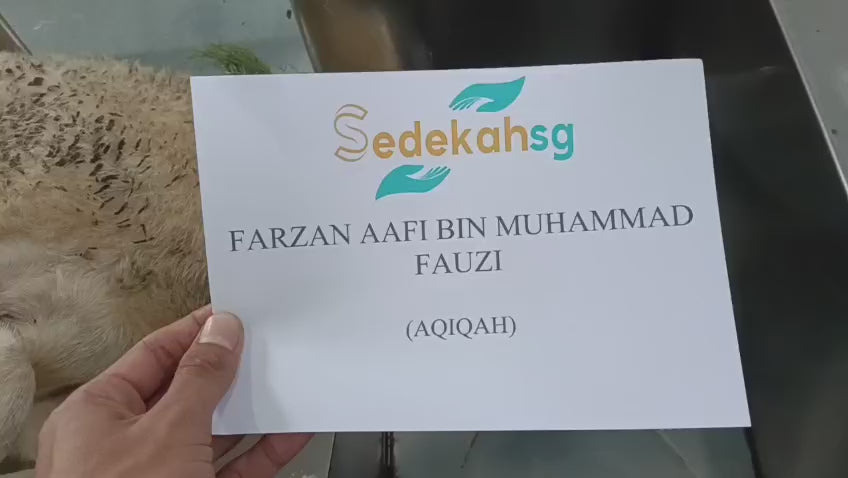 Sedekahsg
FARZAN AAFI BIN MUHAMMAD
FAUZI
(AQIQAH)